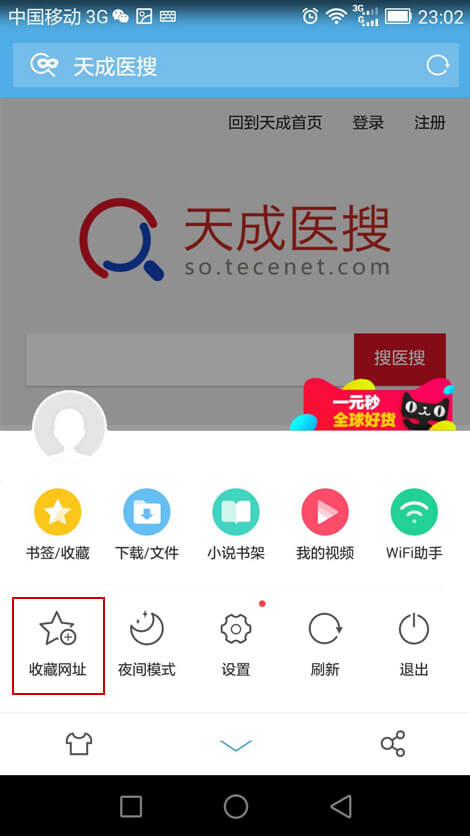 中国移动 3G 3G G 23:02
天成医搜
回到天成首页 登录 注册
天成医搜
so.tecenet.com
搜医搜
一元秒
全球好货
书签/收藏 下载/文件 小说书架 我的视频 WiFi助手
收藏网址 夜间模式 设置 刷新 退出